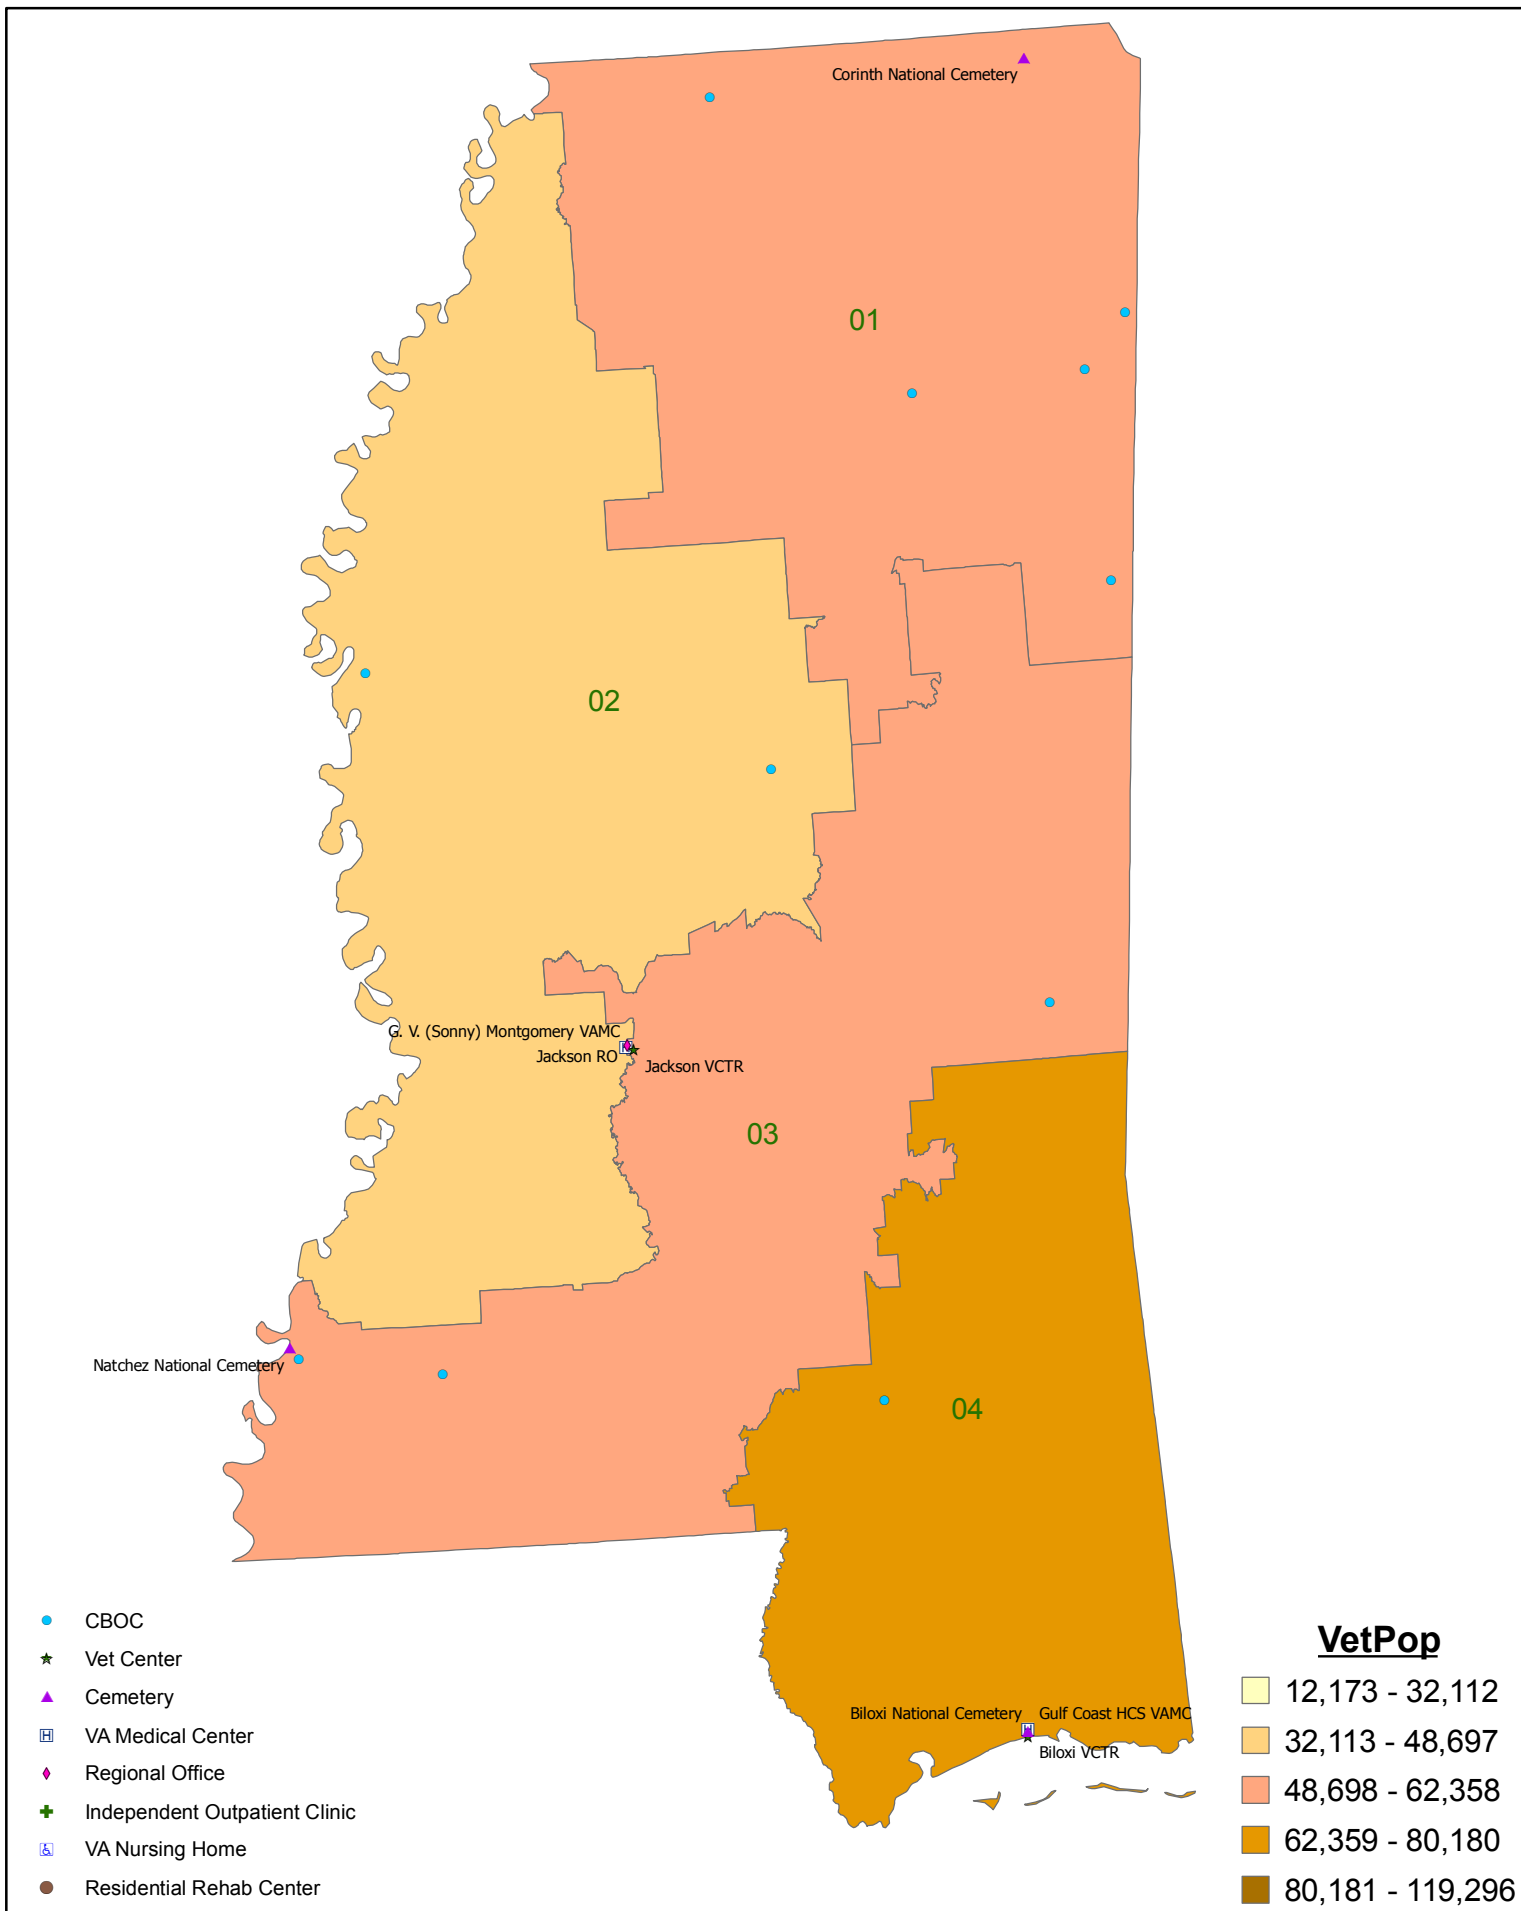 Corinth National Cemetery
01
02
G. V. (Sonny) Montgomery VAMC
Jackson RO
Jackson VCTR
03
Natchez National Cemetery
04
Biloxi National Cemetery
Gulf Coast HCS VAMC
Biloxi VCTR
CBOC
Vet Center
Cemetery
VA Medical Center
Regional Office
Independent Outpatient Clinic
VA Nursing Home
Residential Rehab Center
VetPop
12,173 - 32,112
32,113 - 48,697
48,698 - 62,358
62,359 - 80,180
80,181 - 119,296